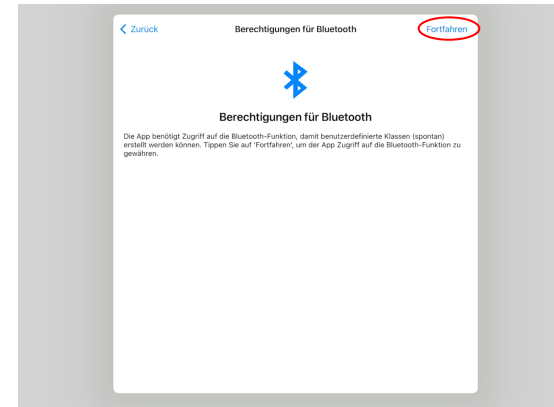 Zurück Berechtigungen für Bluetooth Fortfahren
Berechtigungen für Bluetooth
Die App benötigt Zugriff auf die Bluetooth-Funktion, damit benutzerdefinierte Klassen (spontan)
erstellt werden können. Tippen Sie auf 'Fortfahren', um der App Zugriff auf die Bluetooth-Funktion zu
gewähren.